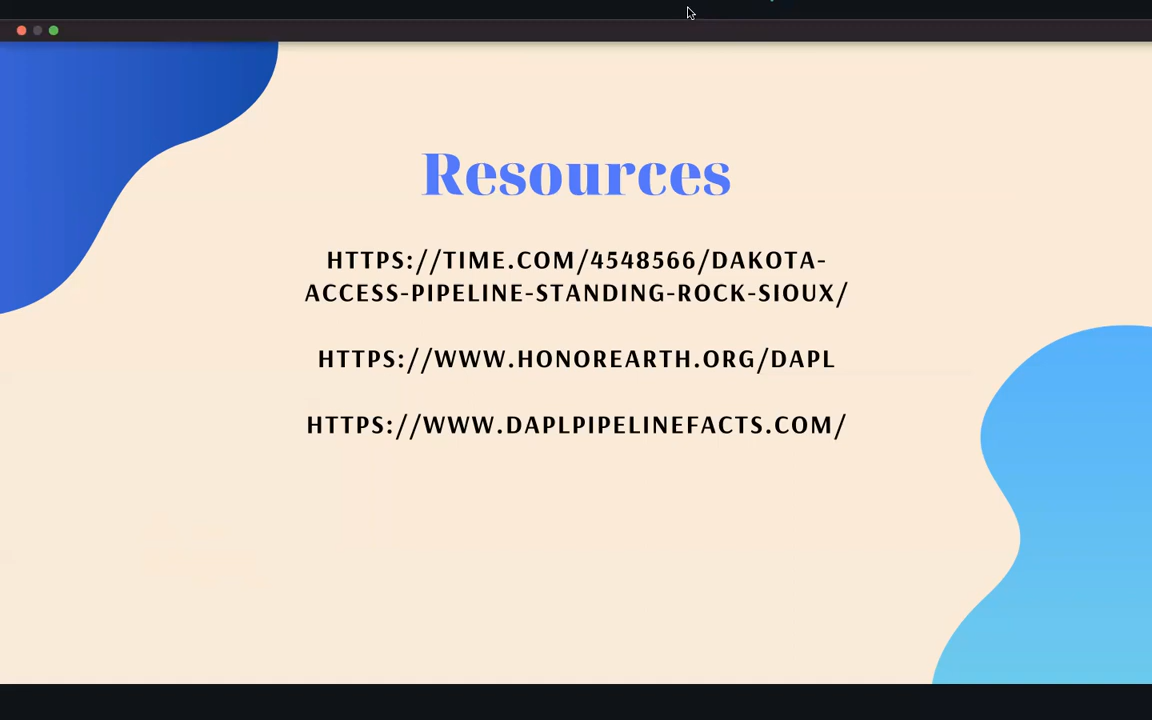 Resources
HTTPS://TIME.COM/4548566/DAKOTA-
ACCESS-PIPELINE-STANDING-ROCK-SIOUX/
HTTPS://WWW.HONOREARTH.ORG/DAPL
HTTPS://WWW.DAPLPIPELINEFACTS.COM/